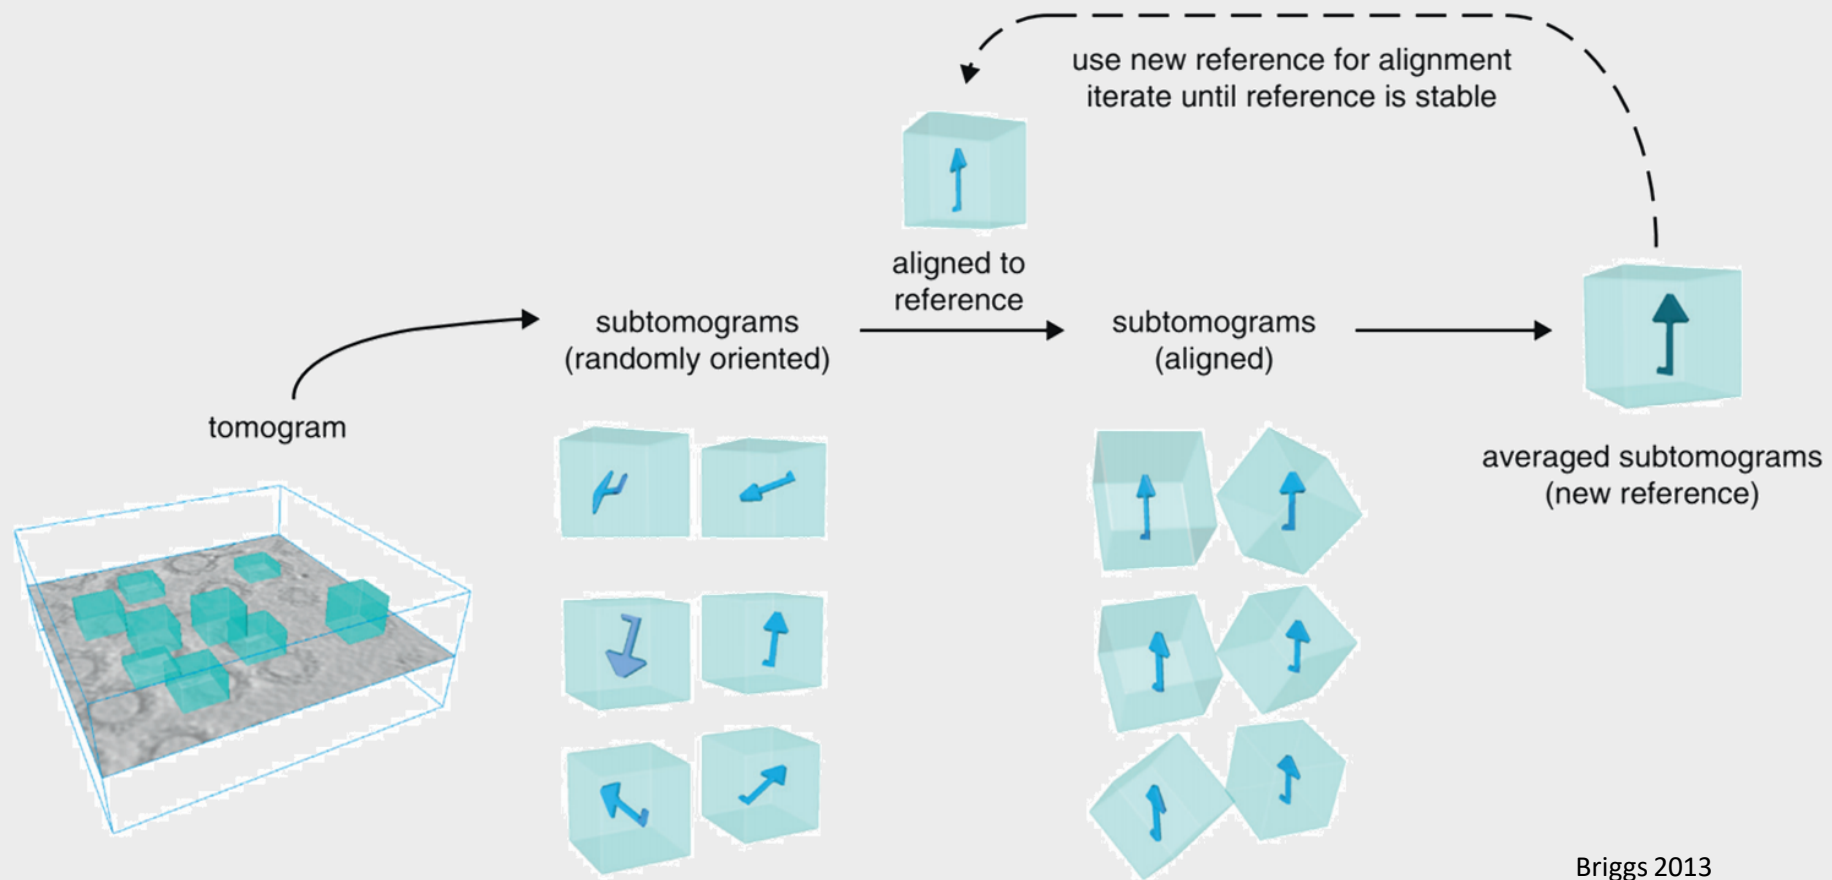 tomogram
subtomograms
(randomly oriented)
aligned to
reference
use new reference for alignment
iterate until reference is stable
subtomograms
(aligned)
averaged subtomograms
(new reference)
Briggs 2013